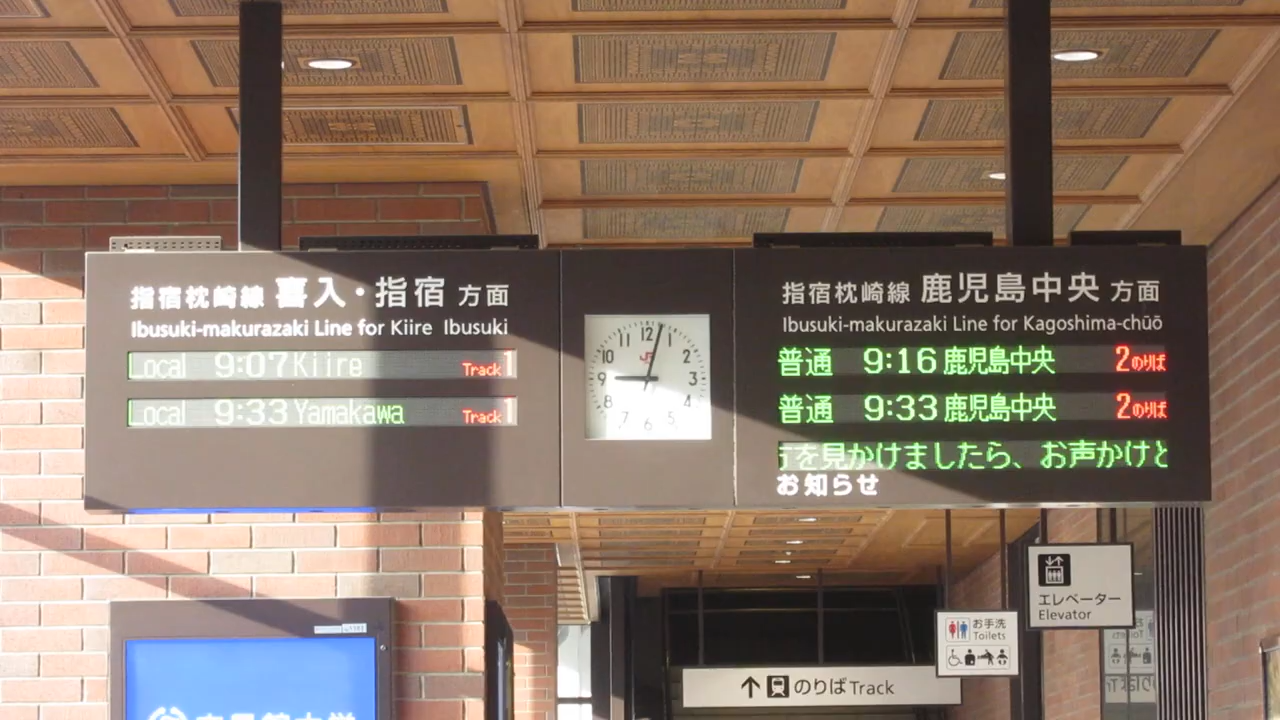 指宿枕崎線 喜入・指宿 方面
Ibusuki-makurazaki Line for Kiire Ibusuki
Local 9:07 Kiire Track 1
Local 9:33 Yamakawa Track 1
12 1 2 3 4 5 6 7 8 9 10 11
JR
指宿枕崎線 鹿児島中央 方面
Ibusuki-makurazaki Line for Kagoshima-chūō
普通 9:16 鹿児島中央 2のりば
普通 9:33 鹿児島中央 2のりば
を見かけましたら、お声かけと
お知らせ
エレベーター
Elevator
お手洗
Toilets
のりば Track